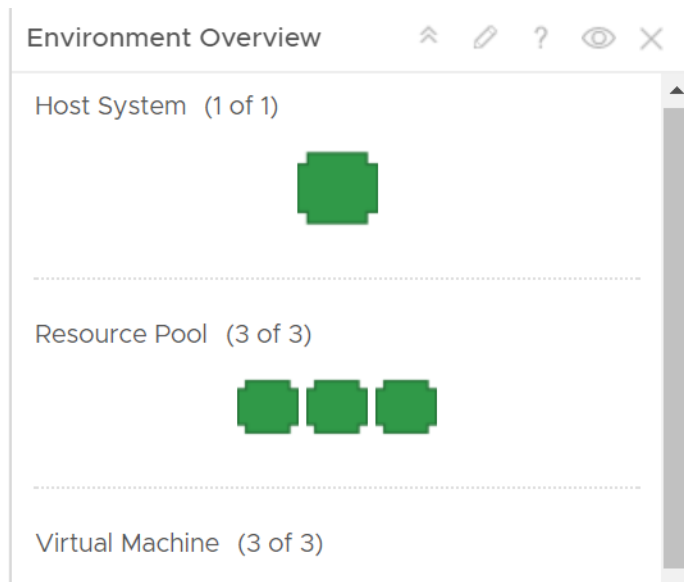 Environment Overview ?
Host System (1 of 1)
Resource Pool (3 of 3)
Virtual Machine (3 of 3)